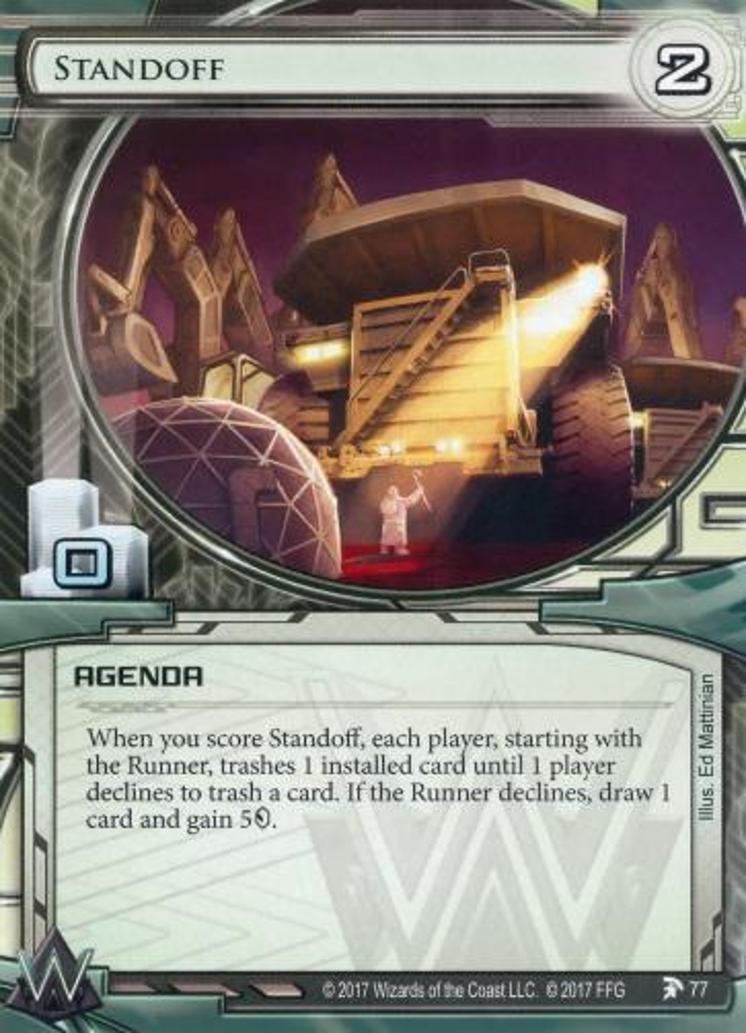 Standoff
2
0
AGENDA
When you score Standoff, each player, starting with
the Runner, trashes 1 installed card until 1 player
declines to trash a card. If the Runner declines, draw 1
card and gain 5.
Illus. Ed Mattinian
W
© 2017 Wizards of the Coast LLC. © 2017 FFG
77